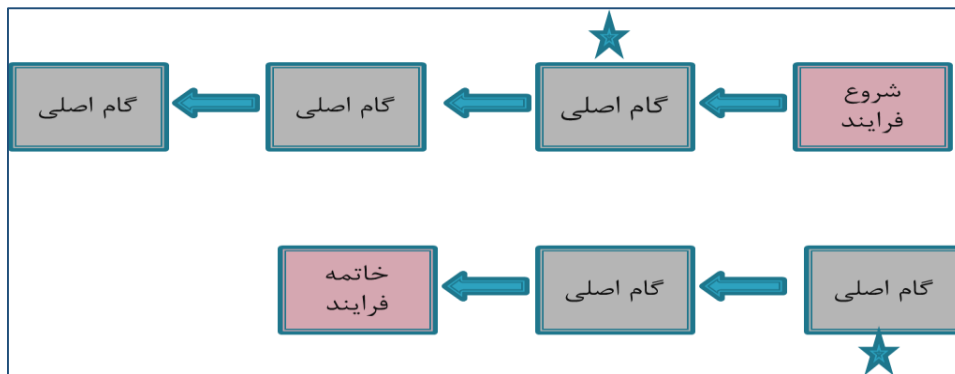 شروع
فرایند
گام اصلی
گام اصلی
گام اصلی
گام اصلی
گام اصلی
خاتمه
فرایند